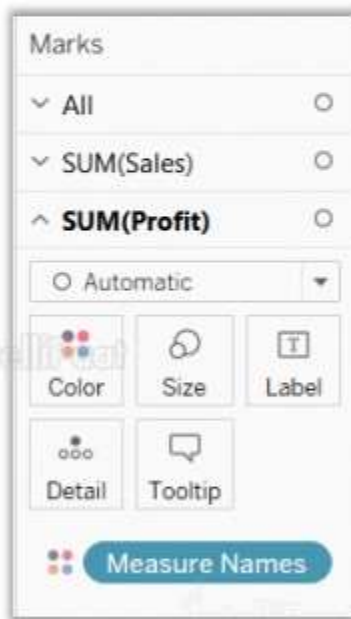 Marks
All
SUM(Sales)
SUM(Profit)
Automatic
Color Size Label
Detail Tooltip
Measure Names